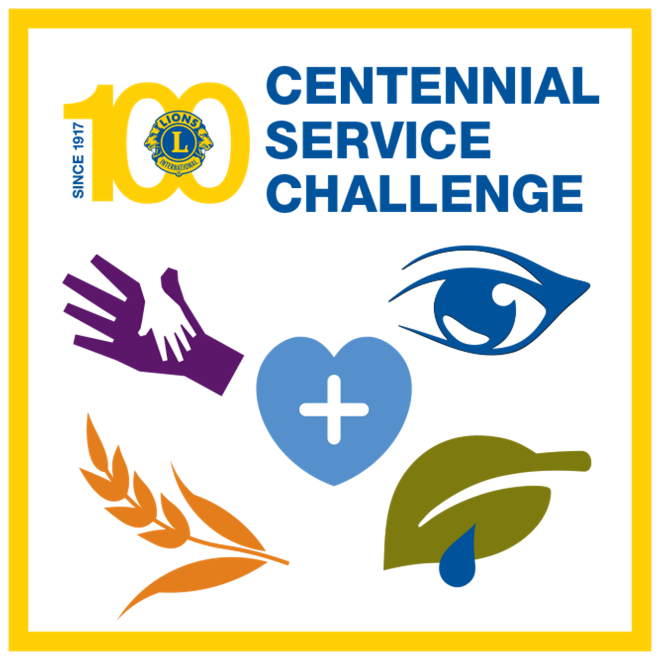 CENTENNIAL
SERVICE
CHALLENGE
SINCE 1917
100
LIONS
L
INTERNATIONAL